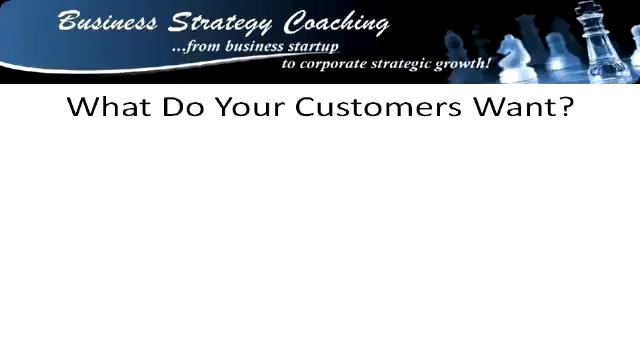 Business Strategy Coaching
...from business startup
to corporate strategic growth!
What Do Your Customers Want?